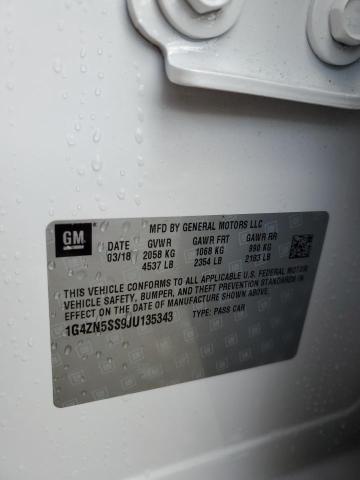 GM
MFD BY GENERAL MOTORS LLC
DATE GVWR GAWR FRT GAWR RR
03/18 2058 KG 1068 KG 990 KG
4537 LB 2354 LB 2183 LB
THIS VEHICLE CONFORMS TO ALL APPLICABLE U.S. FEDERAL MOTOR
VEHICLE SAFETY, BUMPER, AND THEFT PREVENTION STANDARDS IN
EFFECT ON THE DATE OF MANUFACTURE SHOWN ABOVE.
1G4ZN5SS9JU135343 TYPE: PASS CAR